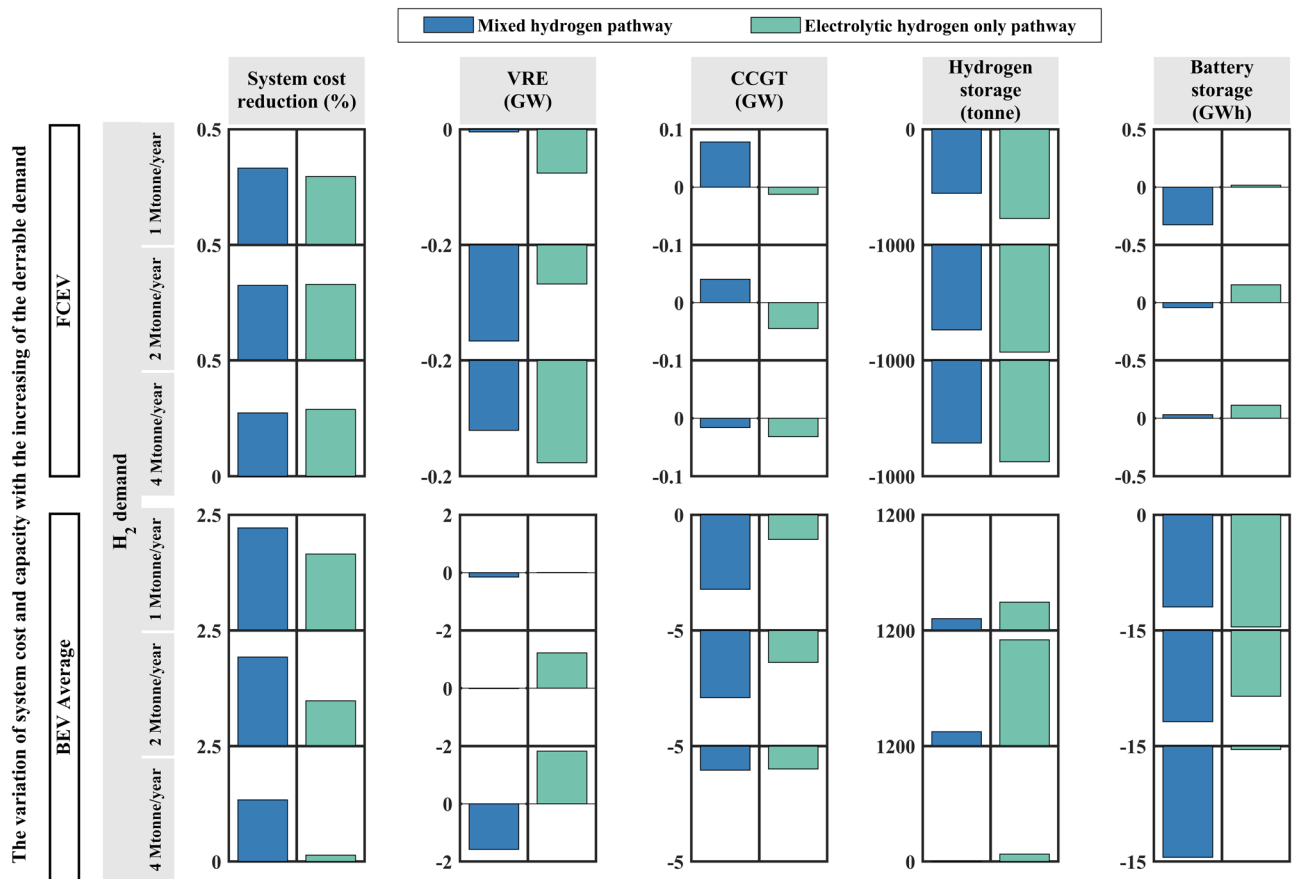 Mixed hydrogen pathway
Electrolytic hydrogen only pathway
System cost
reduction (%)
VRE
(GW)
CCGT
(GW)
Hydrogen
storage
(tonne)
Battery
storage
(GWh)
The variation of system cost and capacity with the increasing of the derrable demand
FCEV
BEV Average
H2 demand
1 Mtonne/year
2 Mtonne/year
4 Mtonne/year
1 Mtonne/year
2 Mtonne/year
4 Mtonne/year
0.5 0 0.1 0 0.5
0 0
0.5 -0.2 -0.1 -1000 -0.5
0 0
0.5 -0.2 -0.1 -1000 -0.5
0 0
0 -0.2 -0.1 -1000 -0.5
2.5 2 0 1200 0
0
2.5 -2 -5 1200 -15
0
2.5 -2 -5 1200 -15
0
0 -2 -5 0 -15